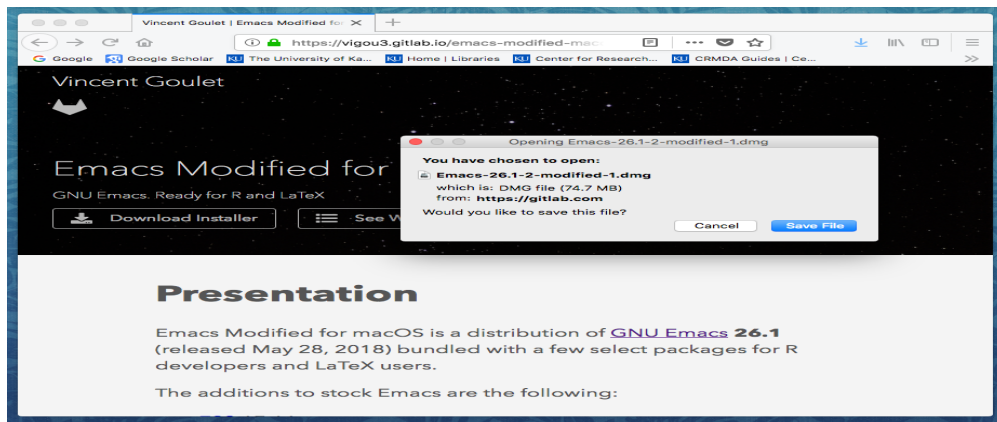 Vincent Goulet | Emacs Modified for
https://vigou3.gitlab.io/emacs-modified-mac
Google Google Scholar The University of Ka... Home | Libraries Center for Research... CRMDA Guides | Ce...
Vincent Goulet
Opening Emacs-26.1-2-modified-1.dmg
You have chosen to open:
Emacs-26.1-2-modified-1.dmg
which is: DMG file (74.7 MB)
from: https://gitlab.com
Would you like to save this file?
Cancel Save File
Emacs Modified for
GNU Emacs. Ready for R and LaTeX
Download Installer See W
Presentation
Emacs Modified for macOS is a distribution of GNU Emacs 26.1
(released May 28, 2018) bundled with a few select packages for R
developers and LaTeX users.
The additions to stock Emacs are the following: